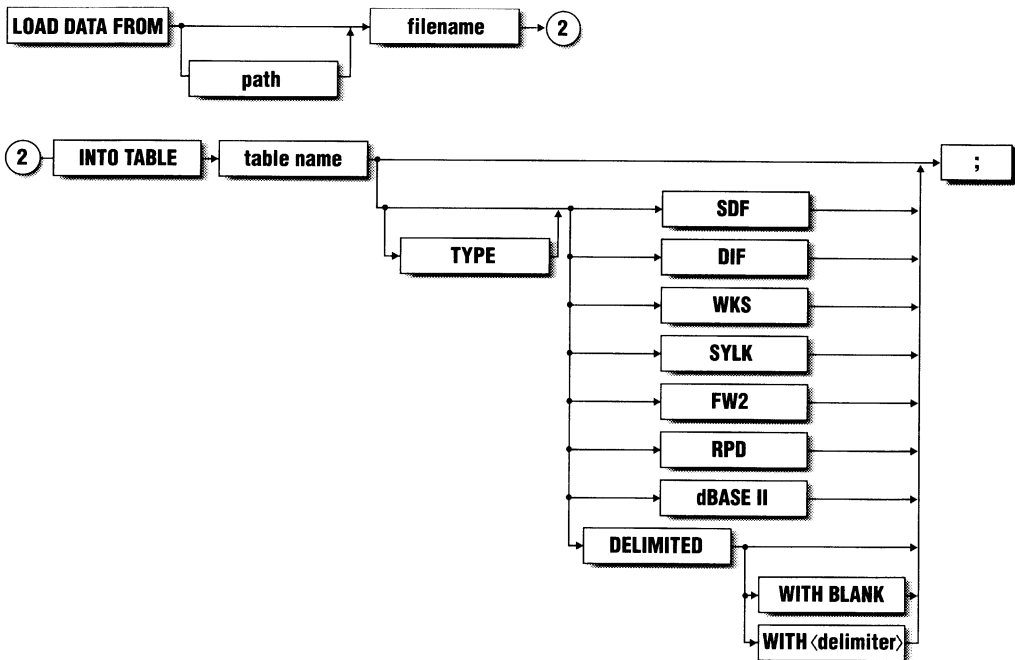 LOAD DATA FROM
filename
2
path
2
INTO TABLE
table name
;
SDF
TYPE
DIF
WKS
SYLK
FW2
RPD
dBASE II
DELIMITED
WITH BLANK
WITH ⟨delimiter⟩